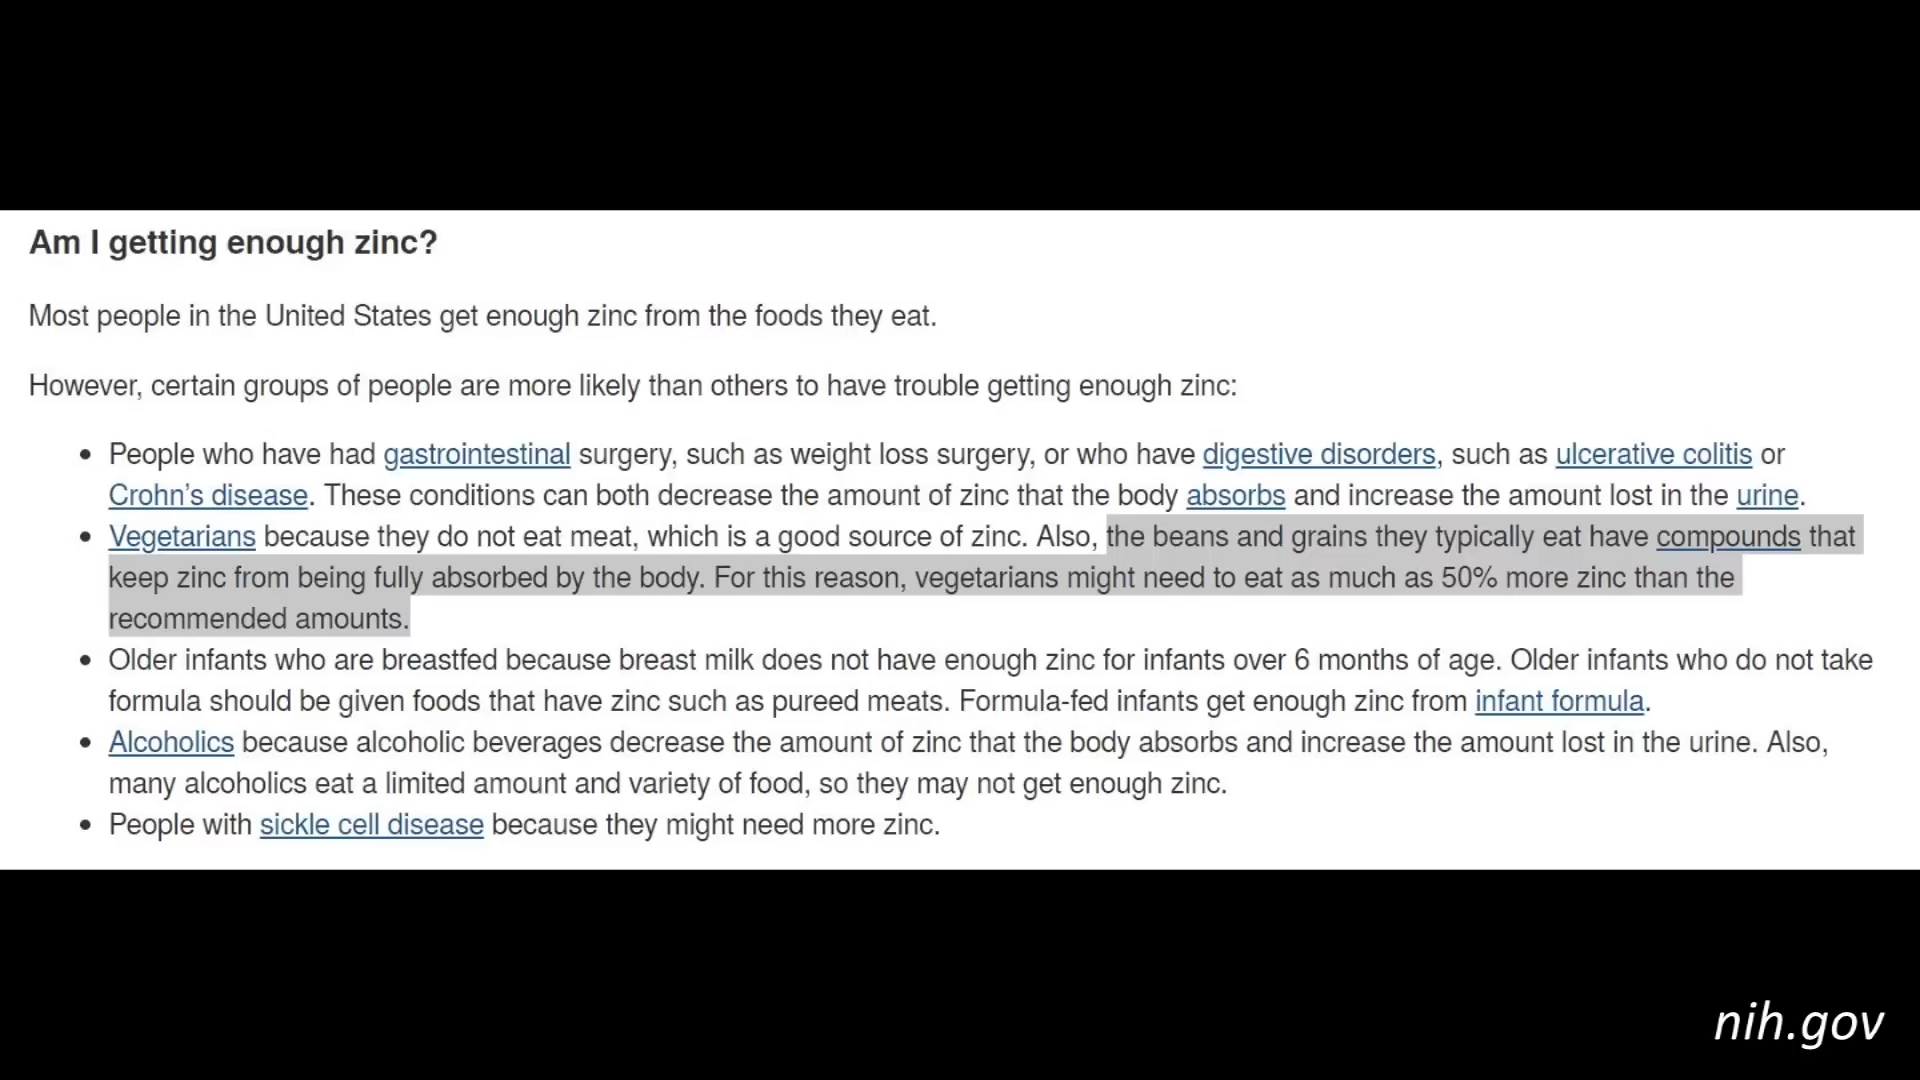 Am I getting enough zinc?
Most people in the United States get enough zinc from the foods they eat.
However, certain groups of people are more likely than others to have trouble getting enough zinc:
• People who have had gastrointestinal surgery, such as weight loss surgery, or who have digestive disorders, such as ulcerative colitis or
Crohn’s disease. These conditions can both decrease the amount of zinc that the body absorbs and increase the amount lost in the urine.
• Vegetarians because they do not eat meat, which is a good source of zinc. Also, the beans and grains they typically eat have compounds that
keep zinc from being fully absorbed by the body. For this reason, vegetarians might need to eat as much as 50% more zinc than the
recommended amounts.
• Older infants who are breastfed because breast milk does not have enough zinc for infants over 6 months of age. Older infants who do not take
formula should be given foods that have zinc such as pureed meats. Formula-fed infants get enough zinc from infant formula.
• Alcoholics because alcoholic beverages decrease the amount of zinc that the body absorbs and increase the amount lost in the urine. Also,
many alcoholics eat a limited amount and variety of food, so they may not get enough zinc.
• People with sickle cell disease because they might need more zinc.
nih.gov